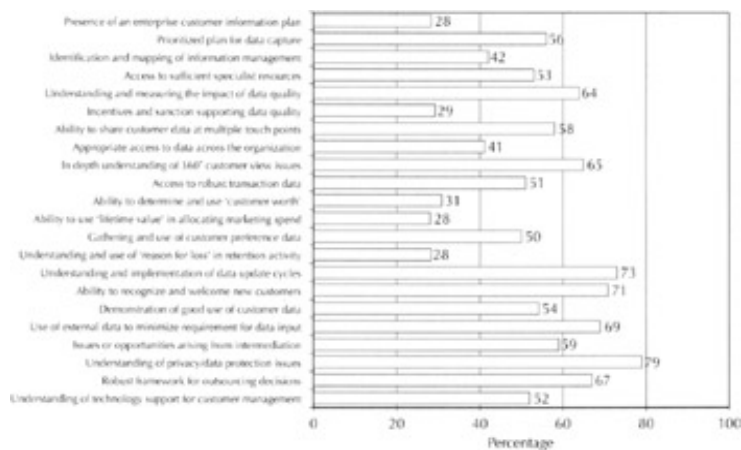 Presence of an enterprise customer information plan 28
Prioritized plan for data capture 56
Identification and mapping of information management 42
Access to sufficient specialist resources 53
Understanding and measuring the impact of data quality 64
Incentives and sanction supporting data quality 29
Ability to share customer data at multiple touch points 58
Appropriate access to data across the organization 41
In depth understanding of 360° customer view issues 65
Access to robust transaction data 51
Ability to determine and use 'customer worth' 31
Ability to use 'lifetime value' in allocating marketing spend 28
Gathering and use of customer preference data 50
Understanding and use of 'reason for loss' in retention activity 28
Understanding and implementation of data update cycles 73
Ability to recognize and welcome new customers 71
Demonstration of good use of customer data 54
Use of external data to minimize requirement for data input 69
Issues or opportunities arising from intermediation 59
Understanding of privacy/data protection issues 79
Robust framework for outsourcing decisions 67
Understanding of technology support for customer management 52
0 20 40 60 80 100
Percentage